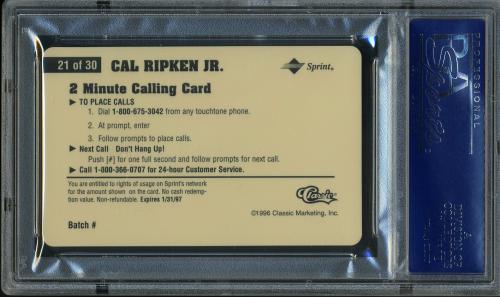 21 of 30 CAL RIPKEN JR. Sprint®
2 Minute Calling Card
▶ TO PLACE CALLS
1. Dial 1-800-675-3042 from any touchtone phone.
2. At prompt, enter
3. Follow prompts to place calls.
▶ Next Call Don't Hang Up!
Push [#] for one full second and follow prompts for next call.
▶ Call 1-800-366-0707 for 24-hour Customer Service.
You are entitled to rights of usage on Sprint's network
for the amount shown on the card. No cash redemp-
tion value. Non-refundable. Expires 1/31/97
Classic
©1996 Classic Marketing, Inc.
Batch #
PROFESSIONAL
PSA